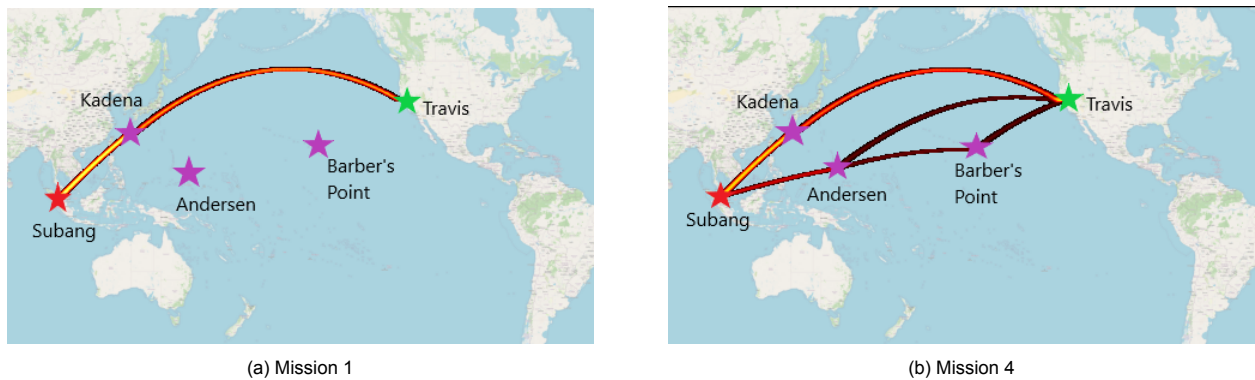 Kadena
Travis
Barber's
Point
Andersen
Subang
(a) Mission 1
Kadena
Travis
Barber's
Point
Andersen
Subang
(b) Mission 4